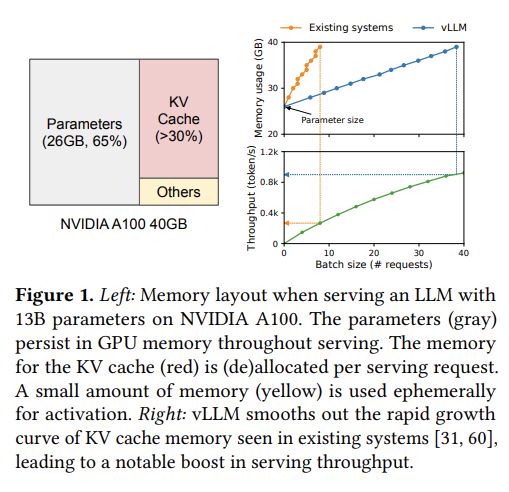 Parameters
(26GB, 65%)
KV
Cache
(>30%)
Others
NVIDIA A100 40GB
Existing systems
vLLM
Memory usage (GB)
40
30
20
Parameter size
Throughput (token/s)
1.2k
0.8k
0.4k
0
0
10
20
30
40
Batch size (# requests)
Figure 1. Left: Memory layout when serving an LLM with
13B parameters on NVIDIA A100. The parameters (gray)
persist in GPU memory throughout serving. The memory
for the KV cache (red) is (de)allocated per serving request.
A small amount of memory (yellow) is used ephemerally
for activation. Right: vLLM smooths out the rapid growth
curve of KV cache memory seen in existing systems [31, 60],
leading to a notable boost in serving throughput.